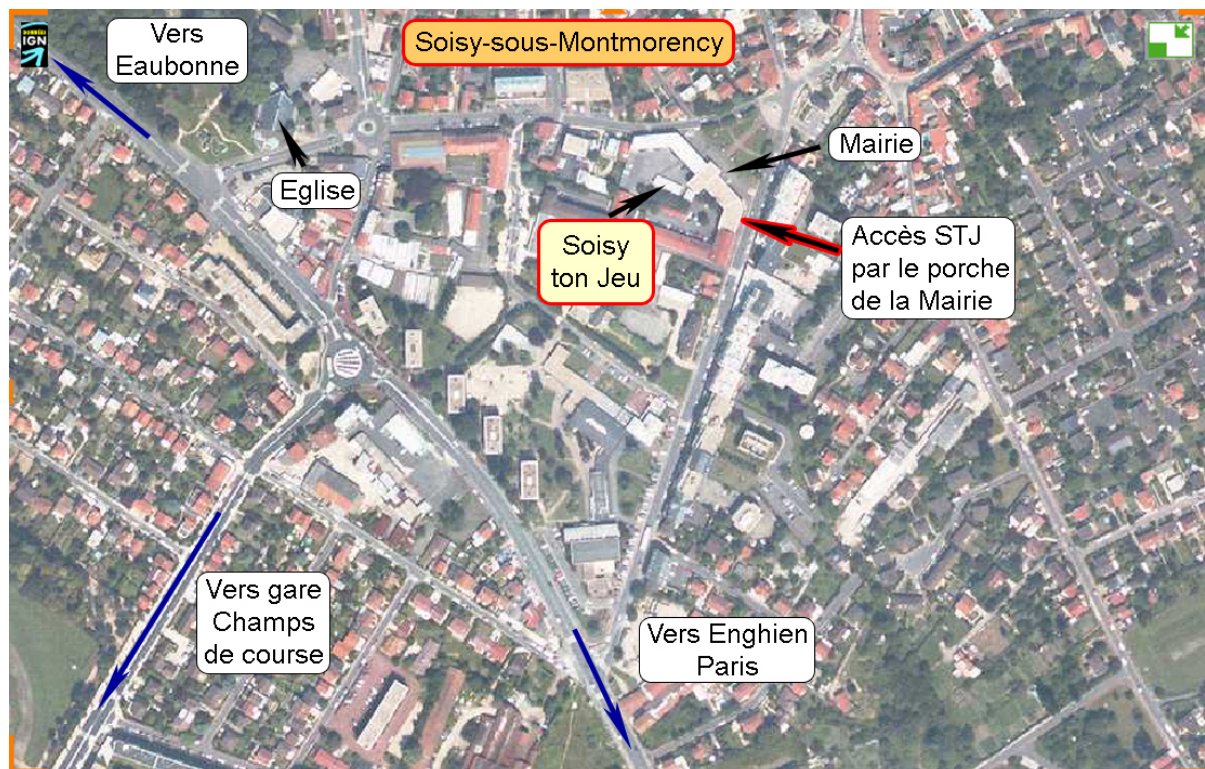 DONNÉES
IGN
Vers
Eaubonne
Soisy-sous-Montmorency
Eglise
Mairie
Soisy
ton Jeu
Accès STJ
par le porche
de la Mairie
Vers gare
Champs
de course
Vers Enghien
Paris